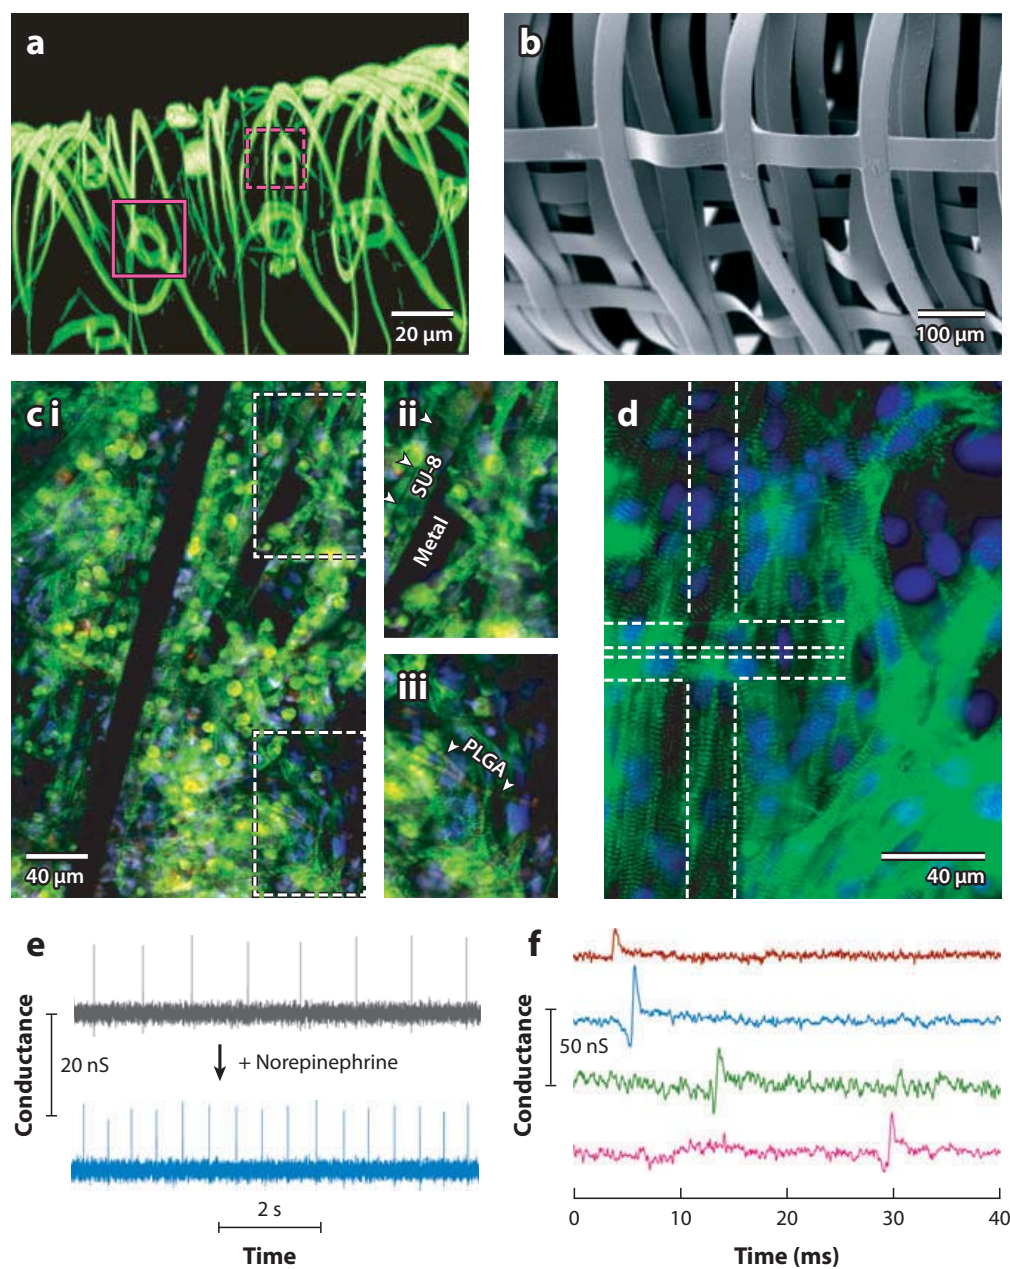 a
20 μm
b
100 μm
c i
40 μm
ii
SU-8
Metal
iii
PLGA
d
40 μm
e
Conductance
20 nS
+ Norepinephrine
2 s
Time
f
Conductance
50 nS
0 10 20 30 40
Time (ms)